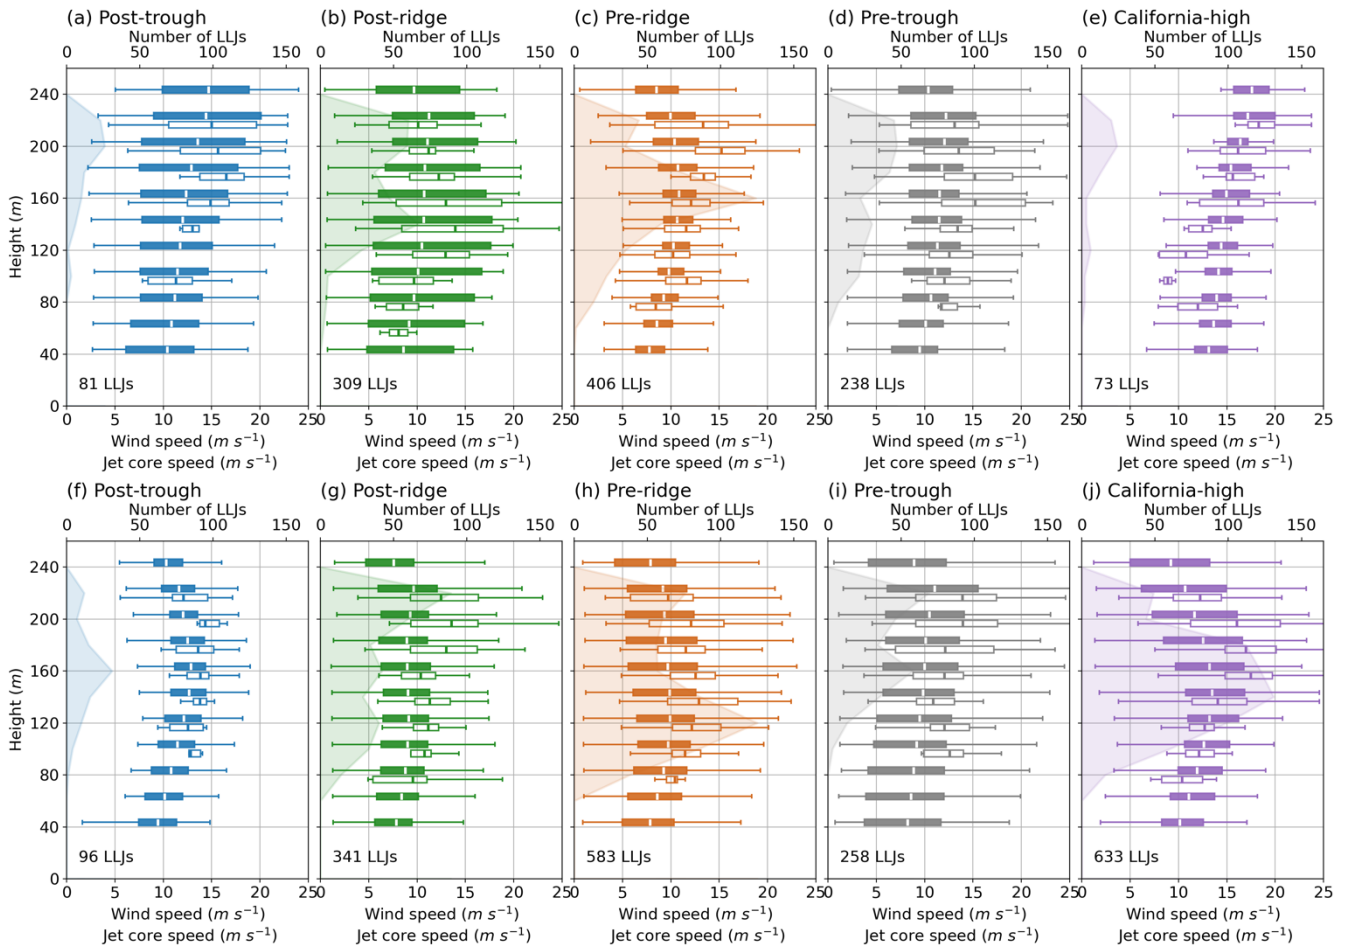 (a) Post-trough (b) Post-ridge (c) Pre-ridge (d) Pre-trough (e) California-high
Number of LLJs Number of LLJs Number of LLJs Number of LLJs Number of LLJs
0 50 100 150 0 50 100 150 0 50 100 150 0 50 100 150 0 50 100 150
240
200
160
120
80
40
0
Height (m)
81 LLJs 309 LLJs 406 LLJs 238 LLJs 73 LLJs
0 5 10 15 20 25 0 5 10 15 20 25 0 5 10 15 20 25 0 5 10 15 20 25 0 5 10 15 20 25
Wind speed (m s⁻¹) Wind speed (m s⁻¹) Wind speed (m s⁻¹) Wind speed (m s⁻¹) Wind speed (m s⁻¹)
Jet core speed (m s⁻¹) Jet core speed (m s⁻¹) Jet core speed (m s⁻¹) Jet core speed (m s⁻¹) Jet core speed (m s⁻¹)
(f) Post-trough (g) Post-ridge (h) Pre-ridge (i) Pre-trough (j) California-high
Number of LLJs Number of LLJs Number of LLJs Number of LLJs Number of LLJs
0 50 100 150 0 50 100 150 0 50 100 150 0 50 100 150 0 50 100 150
240
200
160
120
80
40
0
Height (m)
96 LLJs 341 LLJs 583 LLJs 258 LLJs 633 LLJs
0 5 10 15 20 25 0 5 10 15 20 25 0 5 10 15 20 25 0 5 10 15 20 25 0 5 10 15 20 25
Wind speed (m s⁻¹) Wind speed (m s⁻¹) Wind speed (m s⁻¹) Wind speed (m s⁻¹) Wind speed (m s⁻¹)
Jet core speed (m s⁻¹) Jet core speed (m s⁻¹) Jet core speed (m s⁻¹) Jet core speed (m s⁻¹) Jet core speed (m s⁻¹)